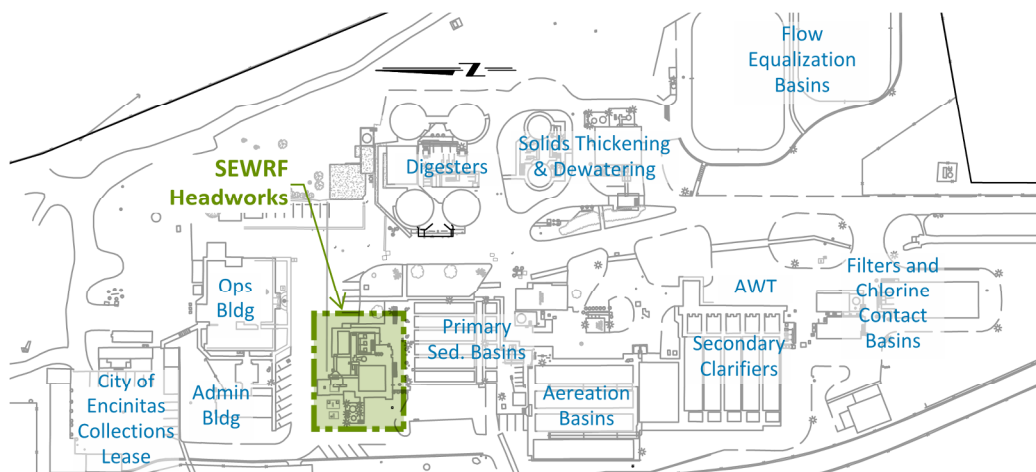 Flow
Equalization
Basins
Z
Solids Thickening
& Dewatering
Digesters
SEWRF
Headworks
Ops
Bldg
Primary
Sed. Basins
AWT
Filters and
Chlorine
Contact
Basins
Secondary
Clarifiers
City of
Encinitas
Collections
Lease
Admin
Bldg
Aereation
Basins